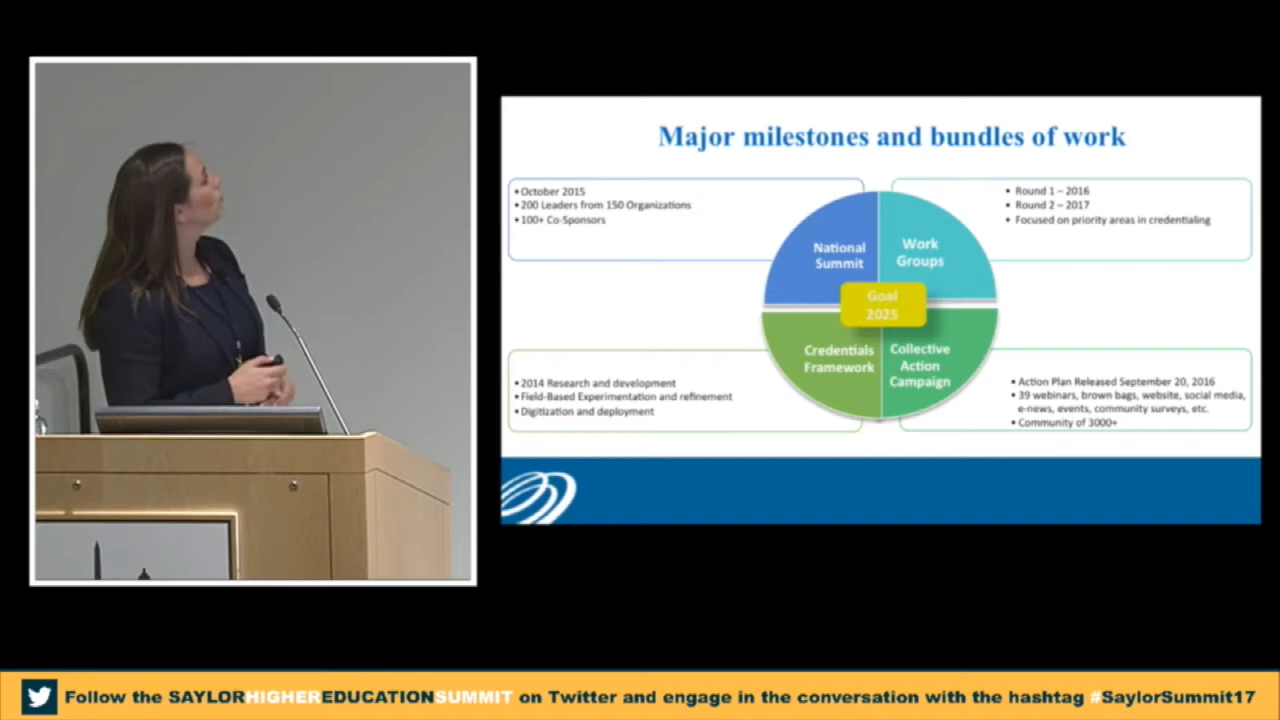 Major milestones and bundles of work
• October 2015
• 200 Leaders from 150 Organizations
• 100+ Co-Sponsors
• Round 1 – 2016
• Round 2 – 2017
• Focused on priority areas in credentialing
National
Summit
Work
Groups
Goal
2025
Credentials
Framework
Collective
Action
Campaign
• 2014 Research and development
• Field-Based Experimentation and refinement
• Digitization and deployment
• Action Plan Released September 20, 2016
• 39 webinars, brown bags, website, social media,
e-news, events, community surveys, etc.
• Community of 3000+
Follow the SAYLORHIGHEREDUCATIONSUMMIT on Twitter and engage in the conversation with the hashtag #SaylorSummit17